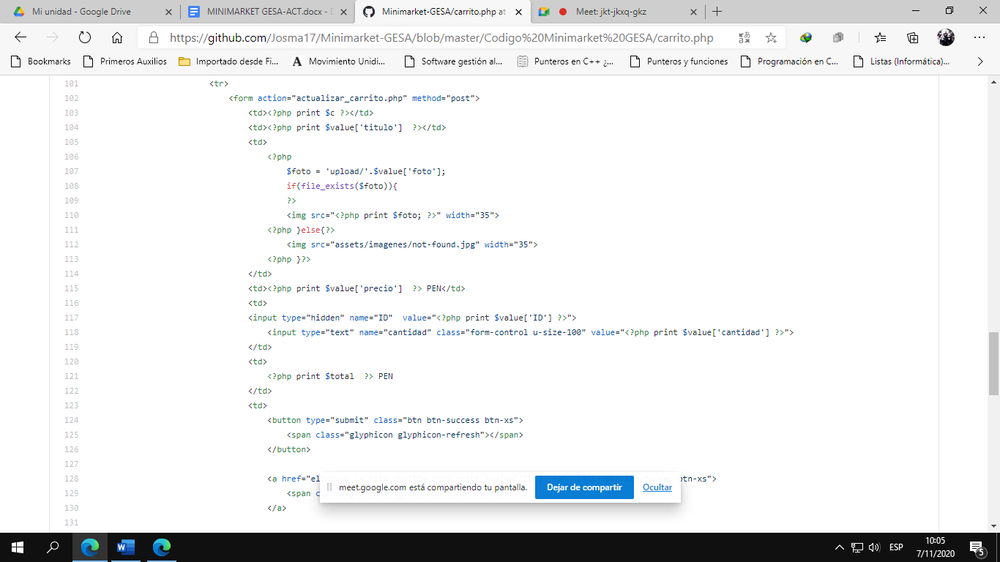 Mi unidad - Google Drive
MINIMARKET GESA-ACT.docx - D
Minimarket-GESA/carrito.php at
Meet: jkt-jkxq-gkz
https://github.com/Josma17/Minimarket-GESA/blob/master/Codigo%20Minimarket%20GESA/carrito.php
Bookmarks
Primeros Auxilios
Importado desde Fi...
Movimiento Unidi...
Software gestión al...
Punteros en C++ ¿...
Punteros y funciones
Programación en C...
Listas (Informática)...
101 <tr>
102 <form action="actualizar_carrito.php" method="post">
103 <td><?php print $c ?></td>
104 <td><?php print $value['titulo']  ?></td>
105 <td>
106 <?php
107 $foto = 'upload/'.$value['foto'];
108 if(file_exists($foto)){
109 ?>
110 <img src="<?php print $foto; ?>" width="35">
111 <?php }else{?>
112 <img src="assets/imagenes/not-found.jpg" width="35">
113 <?php }?>
114 </td>
115 <td><?php print $value['precio']  ?> PEN</td>
116 <td>
117 <input type="hidden" name="ID"  value="<?php print $value['ID'] ?>">
118 <input type="text" name="cantidad" class="form-control u-size-100" value="<?php print $value['cantidad'] ?>">
119 </td>
120 <td>
121 <?php print $total  ?> PEN
122 </td>
123 <td>
124 <button type="submit" class="btn btn-success btn-xs">
125 <span class="glyphicon glyphicon-refresh"></span>
126 </button>
127
128 <a href="el btn-xs">
129 <span c
130 </a>
131
meet.google.com está compartiendo tu pantalla.
Dejar de compartir
Ocultar
ESP
10:05
7/11/2020
5